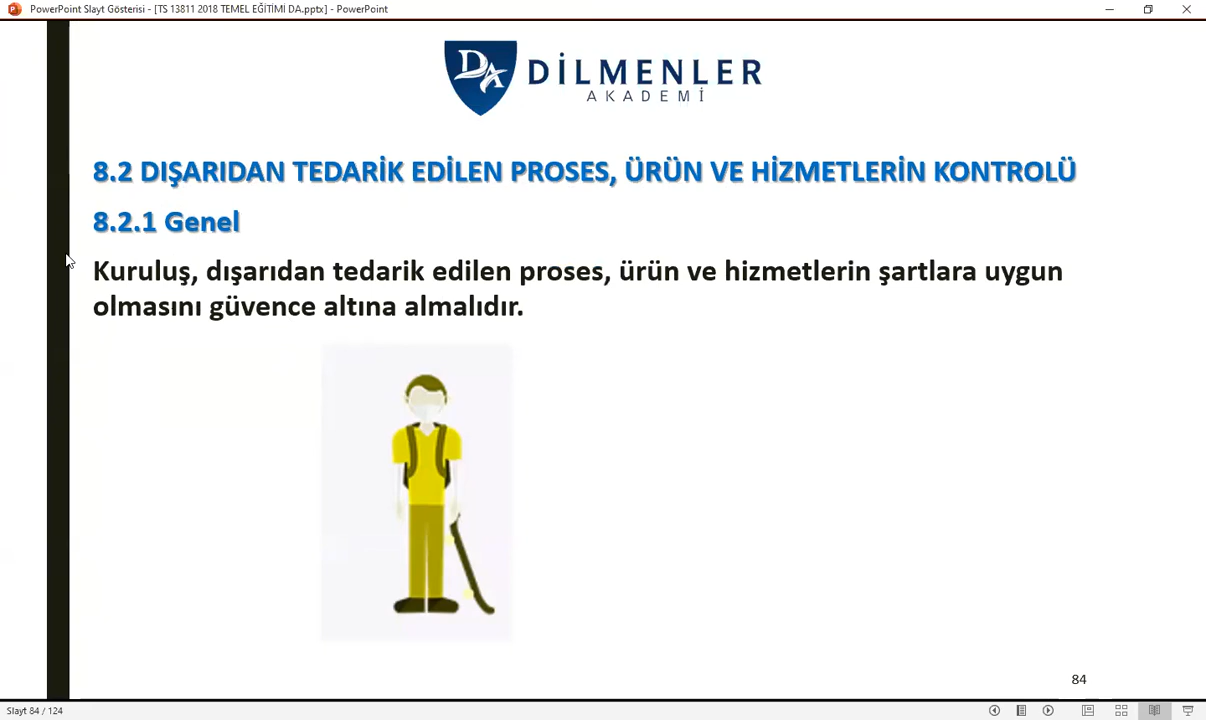 PowerPoint Slayt Gösterisi - [TS 13811 2018 TEMEL EĞİTİMİ DA.pptx] - PowerPoint
DA DİLMENLER
AKADEMİ
8.2 DIŞARIDAN TEDARİK EDİLEN PROSES, ÜRÜN VE HİZMETLERİN KONTROLÜ
8.2.1 Genel
Kuruluş, dışarıdan tedarik edilen proses, ürün ve hizmetlerin şartlara uygun
olmasını güvence altına almalıdır.
84
Slayt 84 / 124